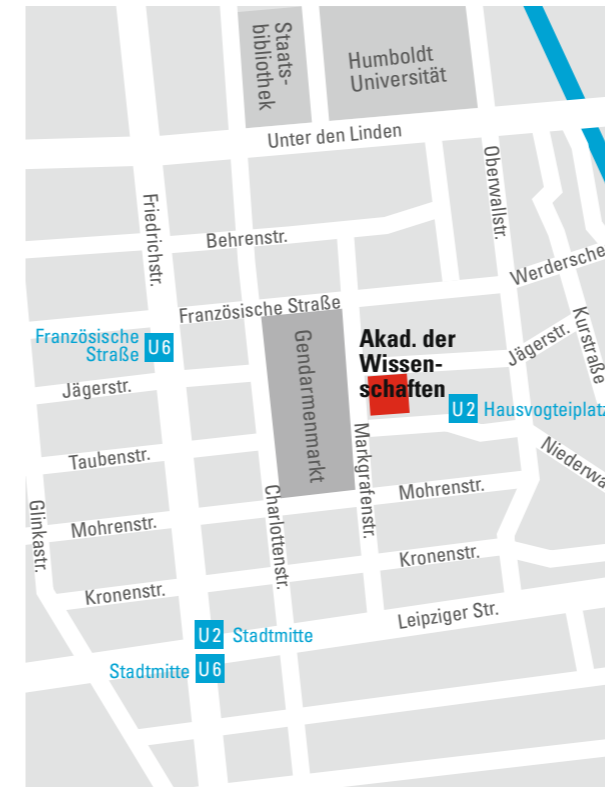 Staats-
bibliothek
Humboldt
Universität
Unter den Linden
Friedrichstr.
Oberwallstr.
Behrenstr.
Werdersche
Französische Straße
Französische
Straße
U6
Gendarmenmarkt
Akad. der
Wissen-
schaften
Jägerstr.
Kurstraße
Jägerstr.
U2 Hausvogteiplatz
Markgrafenstr.
Taubenstr.
Niederwa
Mohrenstr.
Charlottenstr.
Glinkastr.
Mohrenstr.
Kronenstr.
Kronenstr.
Leipziger Str.
U2 Stadtmitte
Stadtmitte U6